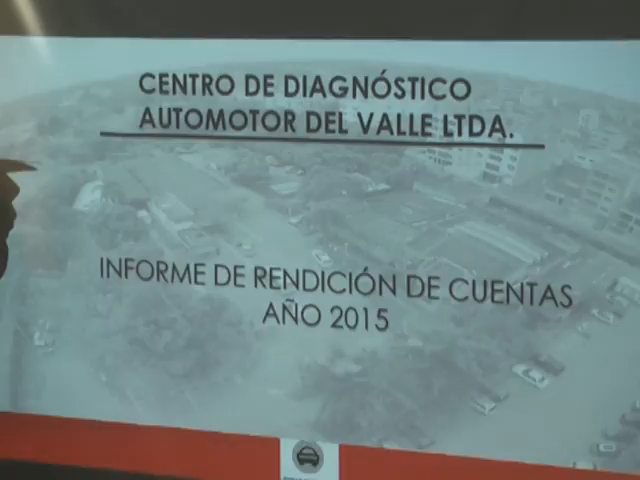 CENTRO DE DIAGNÓSTICO
AUTOMOTOR DEL VALLE LTDA.
INFORME DE RENDICIÓN DE CUENTAS
AÑO 2015